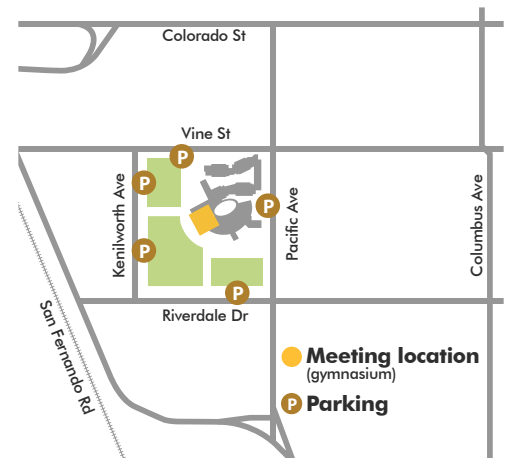 Colorado St
Vine St
P
P
P
P
Kenilworth Ave
Pacific Ave
Columbus Ave
P
Riverdale Dr
San Fernando Rd
Meeting location
(gymnasium)
P Parking